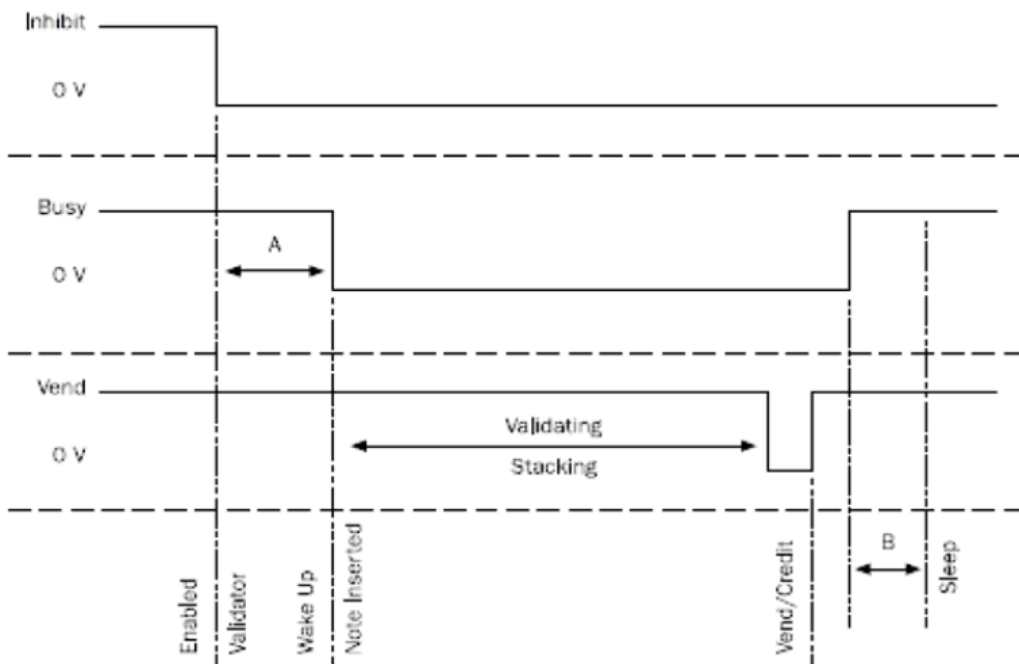 Inhibit
0 V
Busy
A
0 V
Vend
Validating
0 V
Stacking
Enabled
Validator
Wake Up
Note Inserted
Vend/Credit
B
Sleep